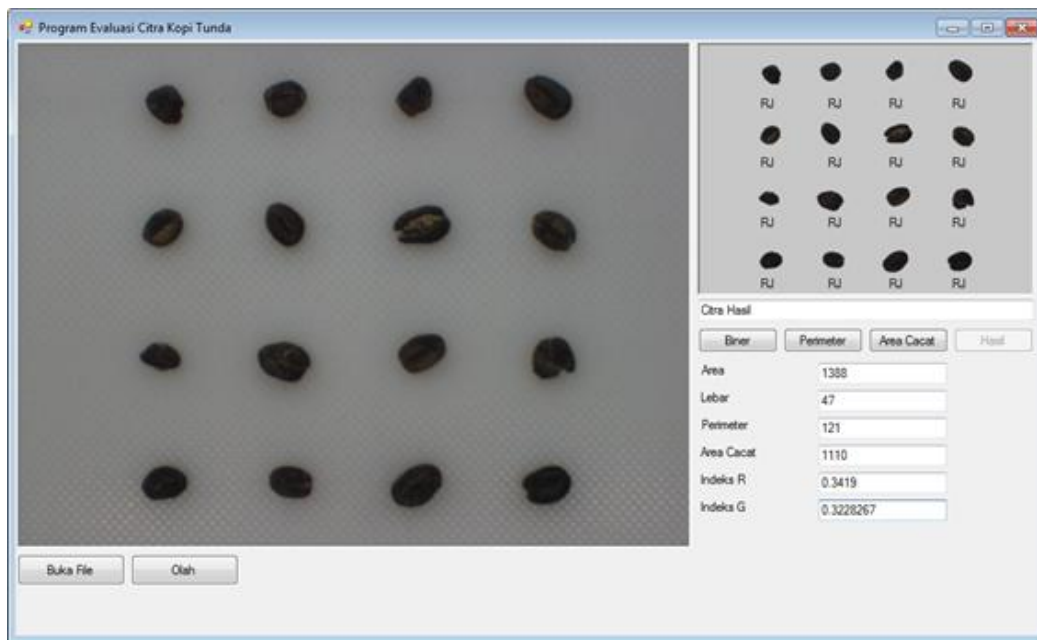 Program Evaluasi Citra Kopi Tunda
RJ RJ RJ RJ
RJ RJ RJ RJ
RJ RJ RJ RJ
RJ RJ RJ RJ
Citra Hasil
Biner Perimeter Area Cacat Hasil
Area 1388
Lebar 47
Perimeter 121
Area Cacat 1110
Indeks R 0.3419
Indeks G 0.3228267
Buka File Olah